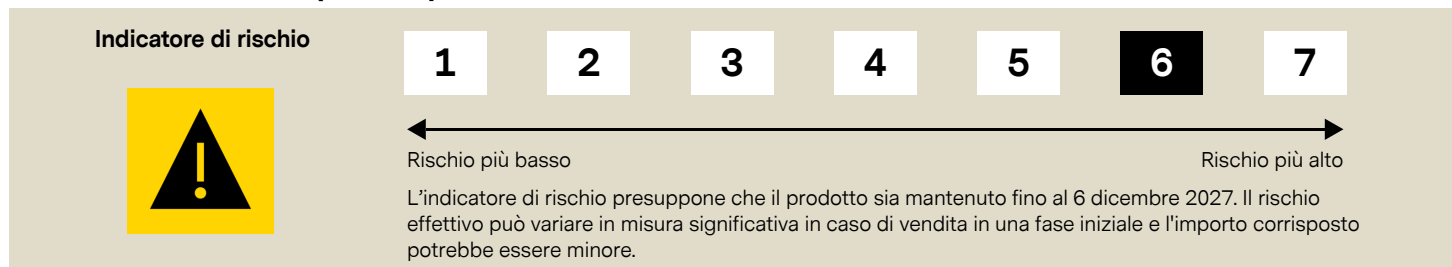 Indicatore di rischio
1 2 3 4 5 6 7
Rischio più basso Rischio più alto
L'indicatore di rischio presuppone che il prodotto sia mantenuto fino al 6 dicembre 2027. Il rischio
effettivo può variare in misura significativa in caso di vendita in una fase iniziale e l'importo corrisposto
potrebbe essere minore.